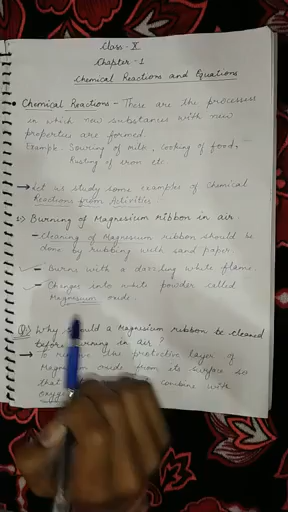 Class - X
Chapter - 1
Chemical Reactions and Equations
Chemical Reactions - These are the processes
in which new substances with new
properties are formed.
Example - Souring of milk, Cooking of food,
Rusting of iron etc
→ Let us study some examples of Chemical
Reactions from Activities
1) Burning of Magnesium ribbon in air
- Cleaning of Magnesium ribbon should be
done by rubbing with sand paper
- Burns with a dazzling white flame.
- Changes into white powder called
Magnesium oxide.
Q1) Why should a Magnesium ribbon be cleaned
before burning in air?
→ To remove the protective layer of
Magnesium oxide from its surface so
that combine with
oxygen